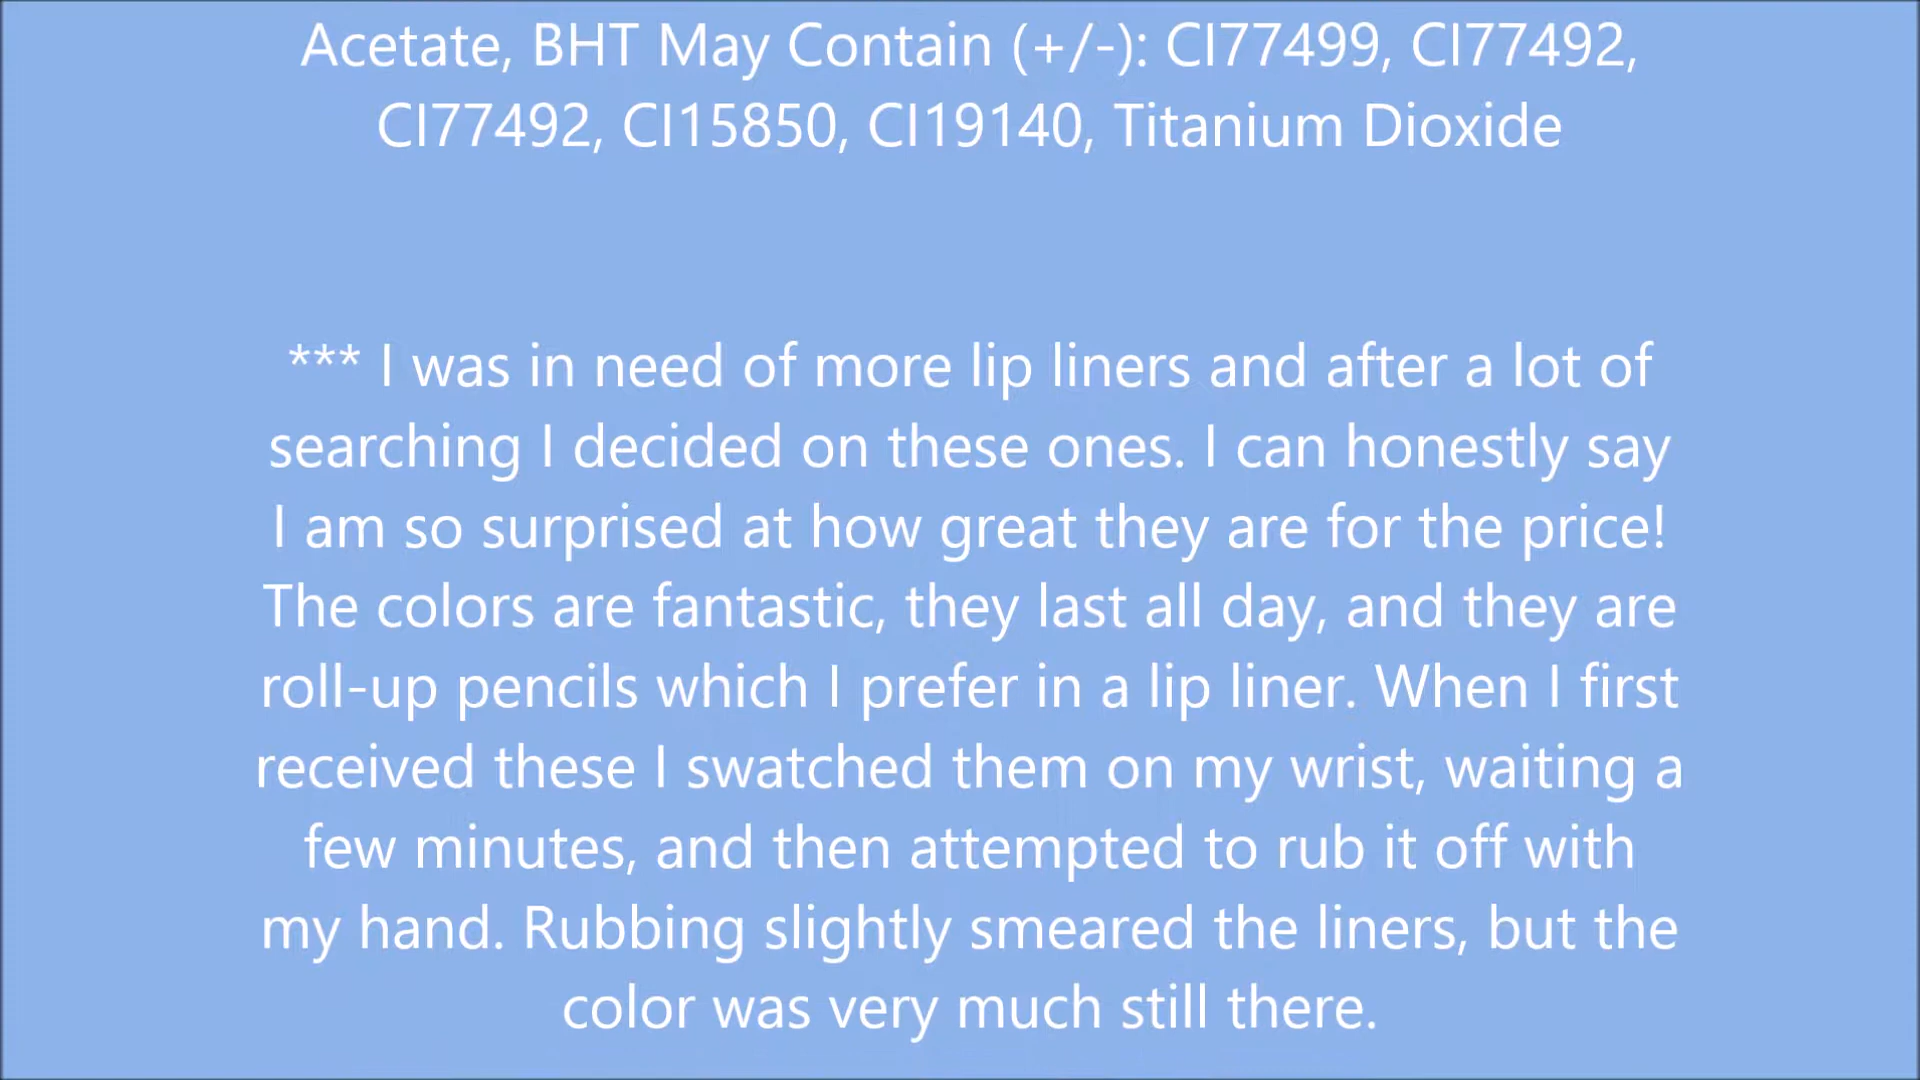 Acetate, BHT May Contain (+/-): CI77499, CI77492,
CI77492, CI15850, CI19140, Titanium Dioxide
*** I was in need of more lip liners and after a lot of
searching I decided on these ones. I can honestly say
I am so surprised at how great they are for the price!
The colors are fantastic, they last all day, and they are
roll-up pencils which I prefer in a lip liner. When I first
received these I swatched them on my wrist, waiting a
few minutes, and then attempted to rub it off with
my hand. Rubbing slightly smeared the liners, but the
color was very much still there.